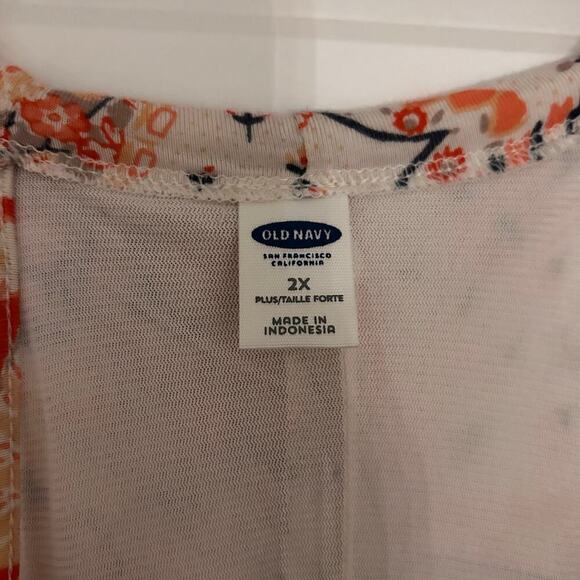 OLD NAVY
SAN FRANCISCO
CALIFORNIA
2X
PLUS/TAILLE FORTE
MADE IN
INDONESIA